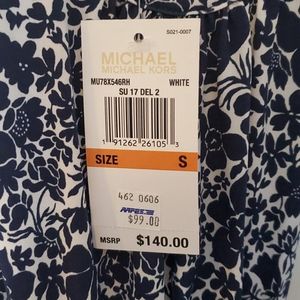 S021-0007
MICHAEL
MICHAEL KORS
MU78X546RH WHITE
SU 17 DEL 2
1 91262 26105 3
SIZE S
462 0606
$99.00
MSRP $140.00